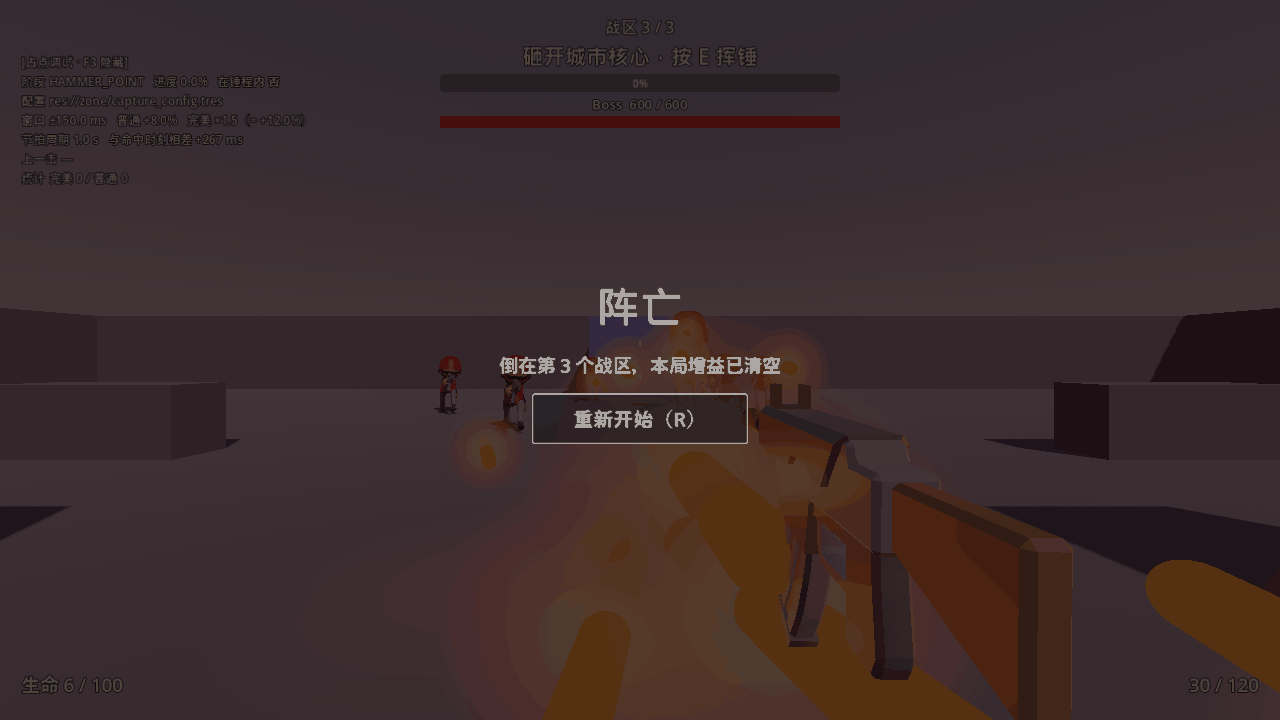 战区 3 / 3
砸开城市核心 · 按 E 挥锤
0%
Boss 600 / 600
[占点调试 · F3 隐藏]
阶段 HAMMER_POINT 进度 0.0% 在锤程内 否
配置 res://zone/capture_config.tres
窗口 ±150.0 ms 普通 +8.0% 完美 ×1.5 (= +12.0%)
节拍周期 1.0 s 与命中时刻相差 +267 ms
上一击 —
统计 完美 0 / 普通 0
阵亡
倒在第 3 个战区，本局增益已清空
重新开始（R）
生命 6 / 100
30 / 120